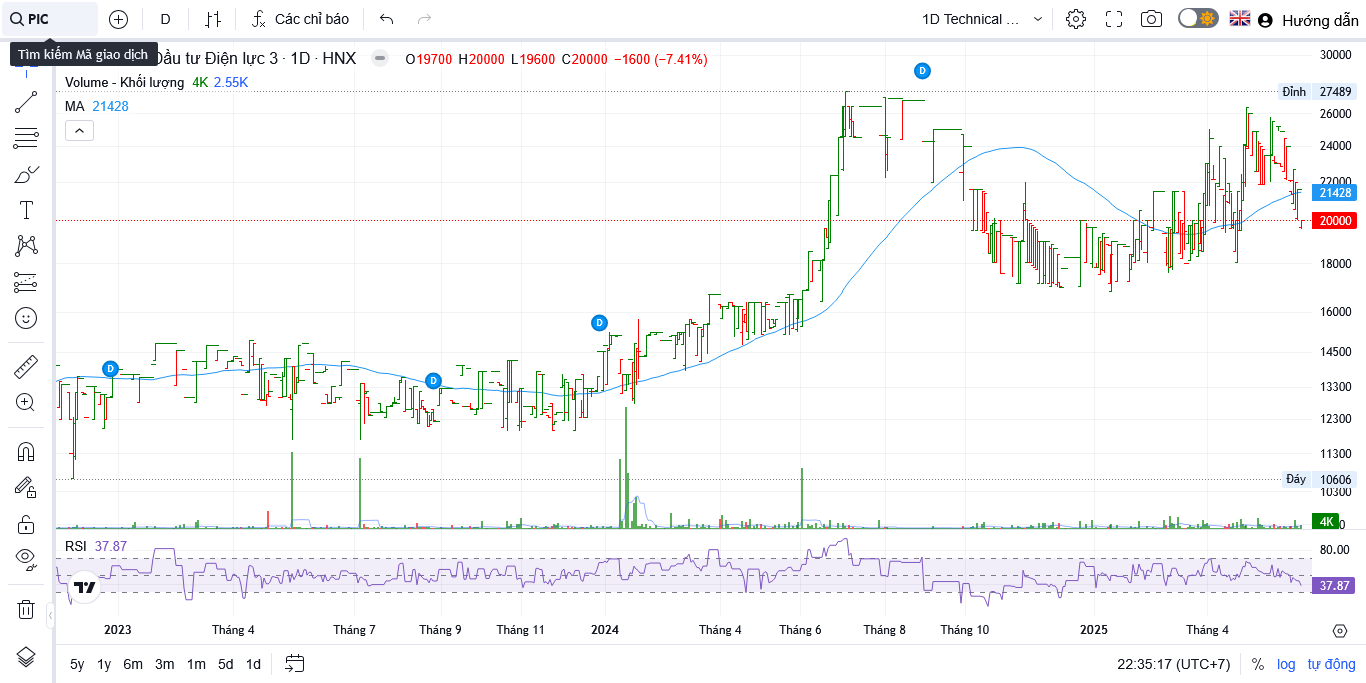 PIC D Các chỉ báo 1D Technical ... Hướng dẫn
Tìm kiếm Mã giao dịch
Đầu tư Điện lực 3 · 1D · HNX O19700 H20000 L19600 C20000 −1600 (−7.41%)
Volume - Khối lượng 4K 2.55K
MA 21428
D
D
D
D
30000
Đỉnh 27489
26000
24000
22000
21428
20000
18000
16000
14500
13300
12300
11300
Đáy 10606
10300
4K 0
RSI 37.87
80.00
37.87
2023 Tháng 4 Tháng 7 Tháng 9 Tháng 11 2024 Tháng 4 Tháng 6 Tháng 8 Tháng 10 2025 Tháng 4
5y 1y 6m 3m 1m 5d 1d 22:35:17 (UTC+7) % log tự động